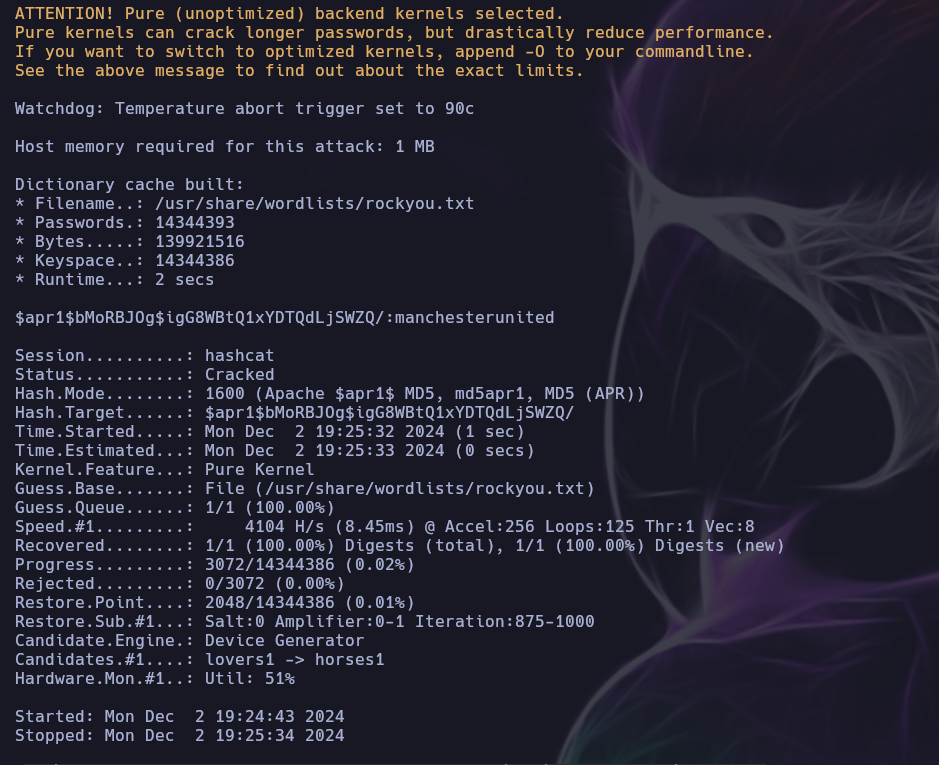 ATTENTION! Pure (unoptimized) backend kernels selected.
Pure kernels can crack longer passwords, but drastically reduce performance.
If you want to switch to optimized kernels, append -O to your commandline.
See the above message to find out about the exact limits.
Watchdog: Temperature abort trigger set to 90c
Host memory required for this attack: 1 MB
Dictionary cache built:
* Filename..: /usr/share/wordlists/rockyou.txt
* Passwords.: 14344393
* Bytes.....: 139921516
* Keyspace..: 14344386
* Runtime...: 2 secs
$apr1$bMoRBJOg$igG8WBtQ1xYDTQdLjSWZQ/:manchesterunited
Session..........: hashcat
Status...........: Cracked
Hash.Mode........: 1600 (Apache $apr1$ MD5, md5apr1, MD5 (APR))
Hash.Target......: $apr1$bMoRBJOg$igG8WBtQ1xYDTQdLjSWZQ/
Time.Started.....: Mon Dec  2 19:25:32 2024 (1 sec)
Time.Estimated...: Mon Dec  2 19:25:33 2024 (0 secs)
Kernel.Feature...: Pure Kernel
Guess.Base.......: File (/usr/share/wordlists/rockyou.txt)
Guess.Queue......: 1/1 (100.00%)
Speed.#1.........:     4104 H/s (8.45ms) @ Accel:256 Loops:125 Thr:1 Vec:8
Recovered........: 1/1 (100.00%) Digests (total), 1/1 (100.00%) Digests (new)
Progress.........: 3072/14344386 (0.02%)
Rejected.........: 0/3072 (0.00%)
Restore.Point....: 2048/14344386 (0.01%)
Restore.Sub.#1...: Salt:0 Amplifier:0-1 Iteration:875-1000
Candidate.Engine.: Device Generator
Candidates.#1....: lovers1 -> horses1
Hardware.Mon.#1..: Util: 51%
Started: Mon Dec  2 19:24:43 2024
Stopped: Mon Dec  2 19:25:34 2024